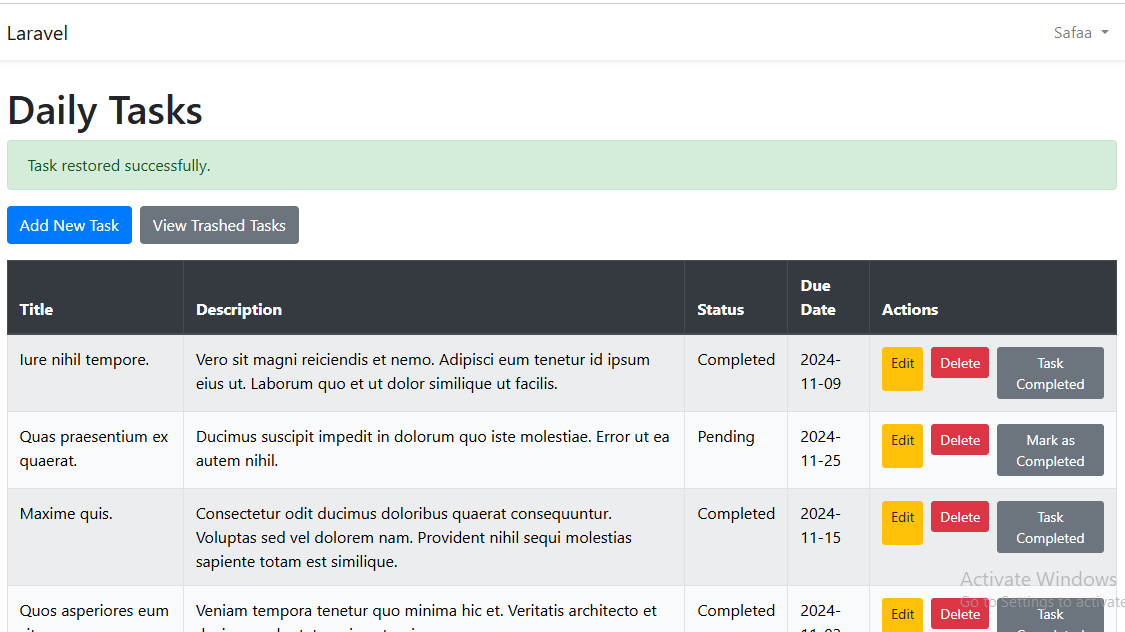 Laravel
Safaa
Daily Tasks
Task restored successfully.
Add New Task
View Trashed Tasks
Title
Description
Status
Due
Date
Actions
Iure nihil tempore.
Vero sit magni reiciendis et nemo. Adipisci eum tenetur id ipsum
eius ut. Laborum quo et ut dolor similique ut facilis.
Completed
2024-
11-09
Edit
Delete
Task
Completed
Quas praesentium ex
quaerat.
Ducimus suscipit impedit in dolorum quo iste molestiae. Error ut ea
autem nihil.
Pending
2024-
11-25
Edit
Delete
Mark as
Completed
Maxime quis.
Consectetur odit ducimus doloribus quaerat consequuntur.
Voluptas sed vel dolorem nam. Provident nihil sequi molestias
sapiente totam est similique.
Completed
2024-
11-15
Edit
Delete
Task
Completed
Quos asperiores eum
Veniam tempora tenetur quo minima hic et. Veritatis architecto et
Completed
2024-
Edit
Delete
Task
Activate Windows
Go to Settings to activate